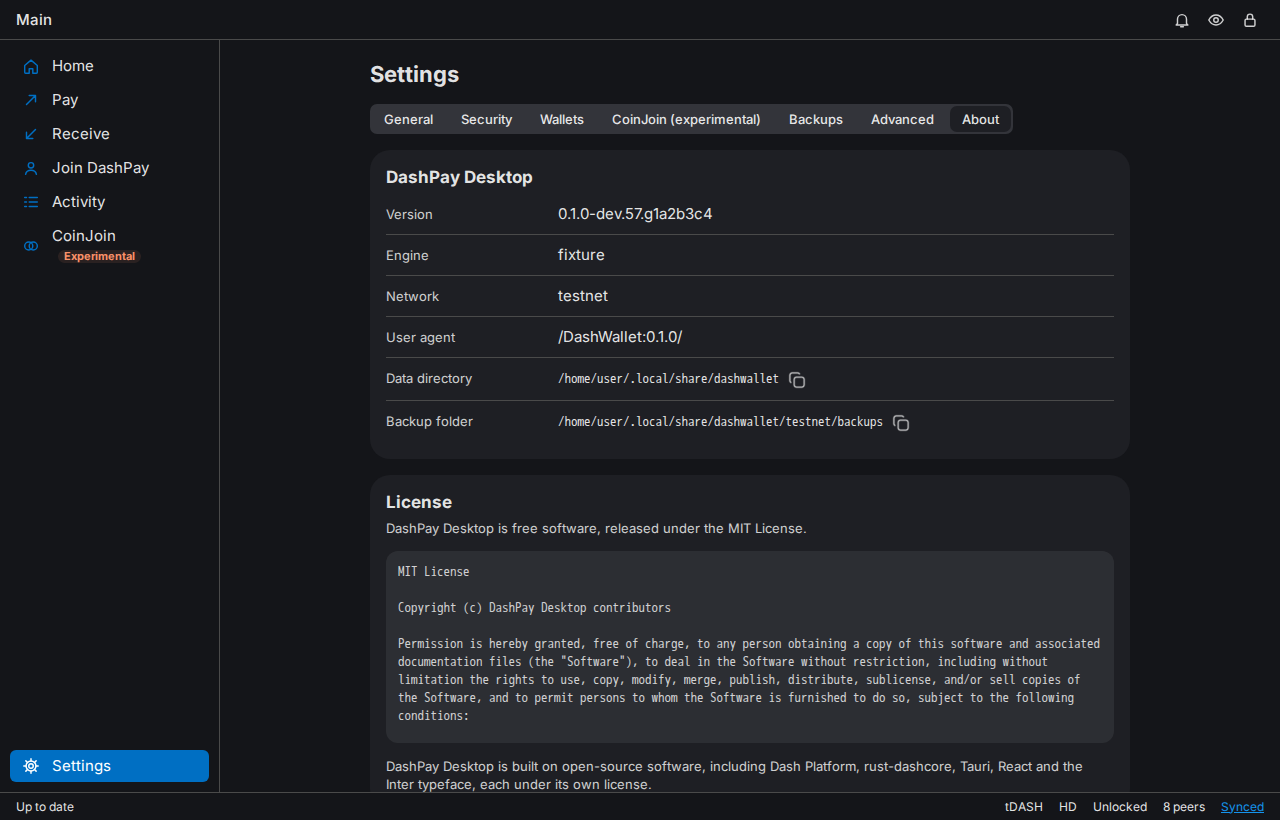 Main
Home
Pay
Receive
Join DashPay
Activity
CoinJoin
Experimental
Settings
Settings
General Security Wallets CoinJoin (experimental) Backups Advanced About
DashPay Desktop
Version 0.1.0-dev.57.g1a2b3c4
Engine fixture
Network testnet
User agent /DashWallet:0.1.0/
Data directory /home/user/.local/share/dashwallet
Backup folder /home/user/.local/share/dashwallet/testnet/backups
License
DashPay Desktop is free software, released under the MIT License.
MIT License
Copyright (c) DashPay Desktop contributors
Permission is hereby granted, free of charge, to any person obtaining a copy of this software and associated
documentation files (the "Software"), to deal in the Software without restriction, including without
limitation the rights to use, copy, modify, merge, publish, distribute, sublicense, and/or sell copies of
the Software, and to permit persons to whom the Software is furnished to do so, subject to the following
conditions:
DashPay Desktop is built on open-source software, including Dash Platform, rust-dashcore, Tauri, React and the
Inter typeface, each under its own license.
Up to date tDASH HD Unlocked 8 peers Synced